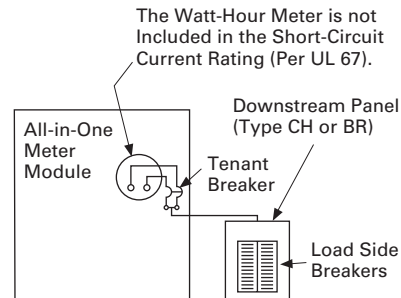 The Watt-Hour Meter is not
Included in the Short-Circuit
Current Rating (Per UL 67).
Downstream Panel
(Type CH or BR)
All-in-One
Meter
Module
Tenant
Breaker
Load Side
Breakers